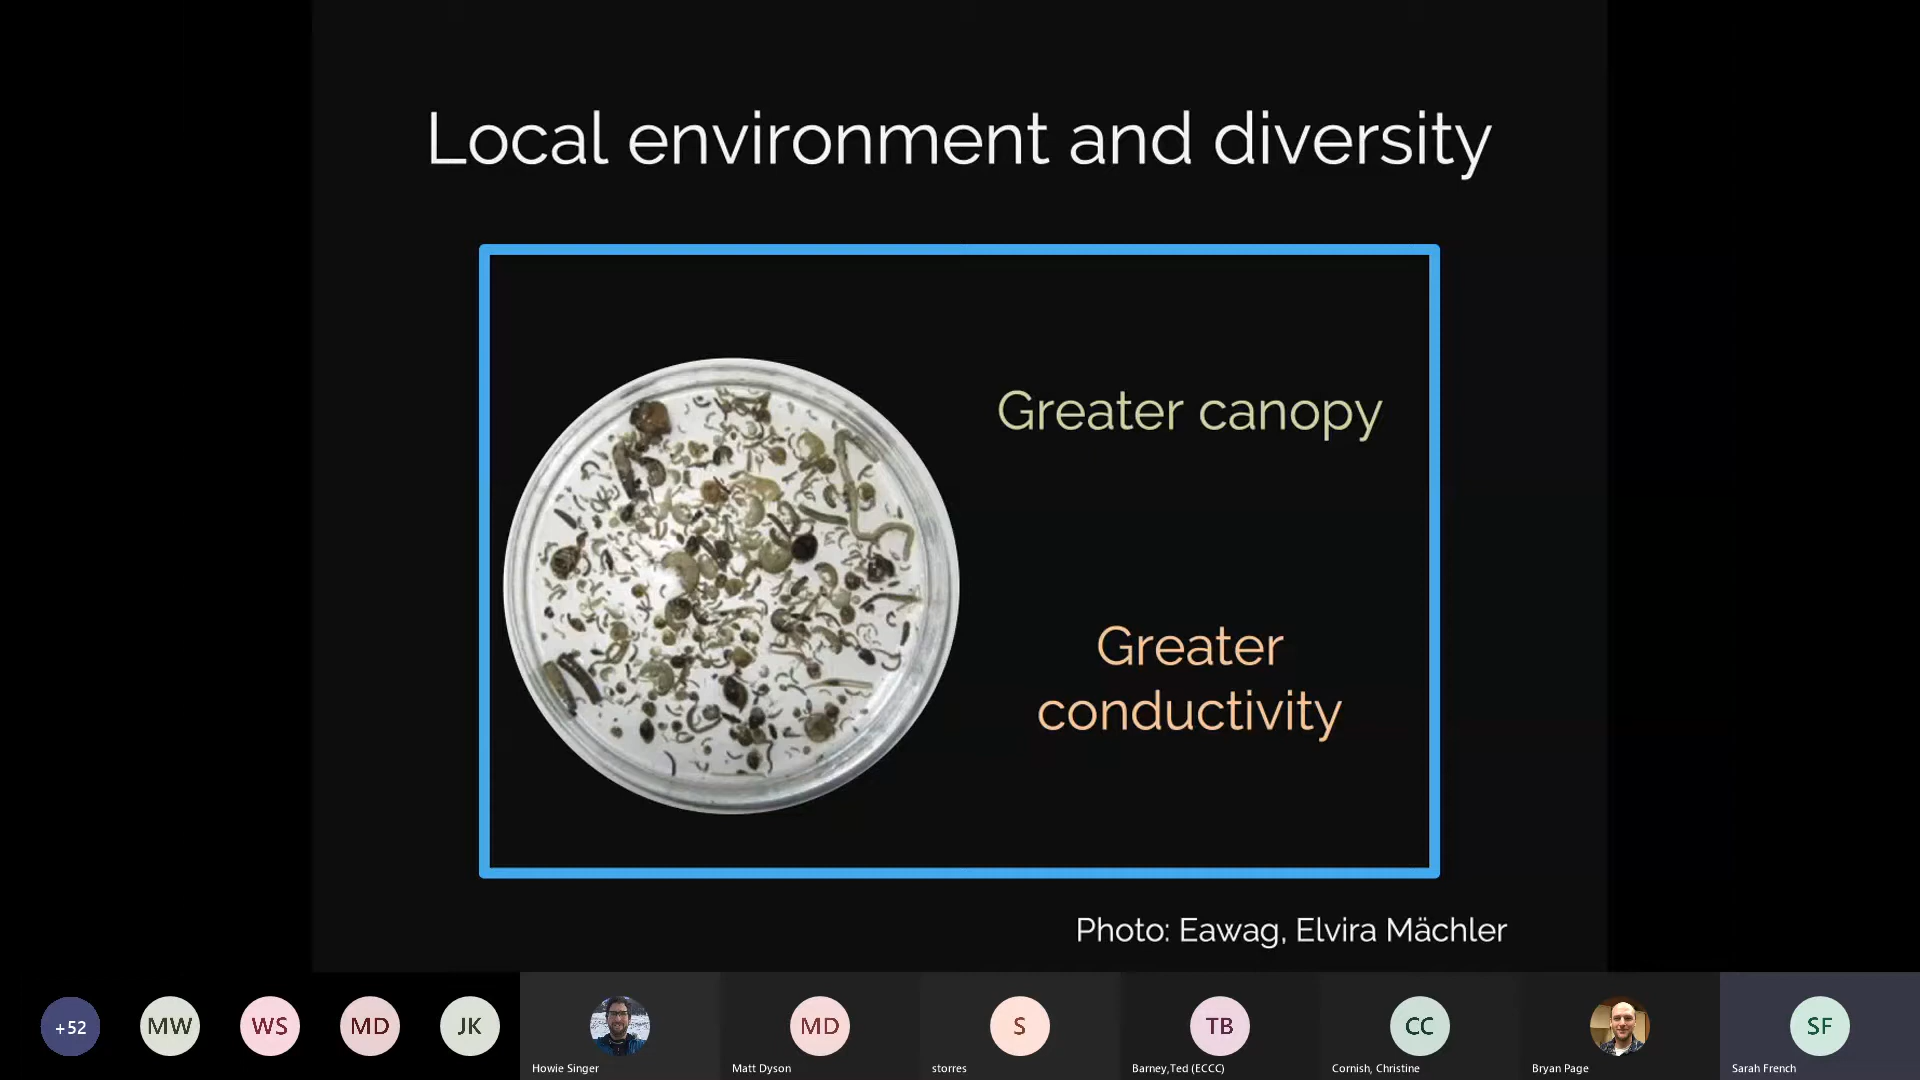 Local environment and diversity
Greater canopy
Greater
conductivity
Photo: Eawag, Elvira Mächler
+52
MW
WS
MD
JK
Howie Singer
MD
Matt Dyson
S
storres
TB
Barney,Ted (ECCC)
CC
Cornish, Christine
Bryan Page
SF
Sarah French